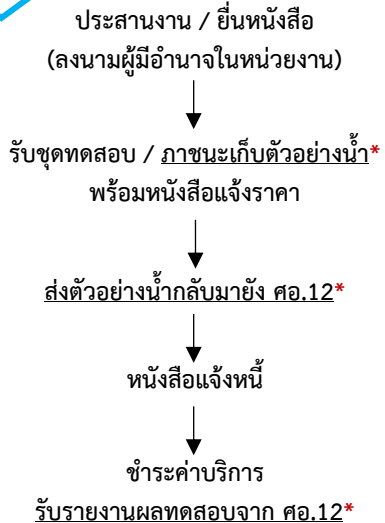 ประสานงาน / ยื่นหนังสือ
(ลงนามผู้มีอำนาจในหน่วยงาน)
รับชุดทดสอบ / ภาชนะเก็บตัวอย่างน้ำ*
พร้อมหนังสือแจ้งราคา
ส่งตัวอย่างน้ำกลับมายัง ศอ.12*
หนังสือแจ้งหนี้
ชำระค่าบริการ
รับรายงานผลทดสอบจาก ศอ.12*